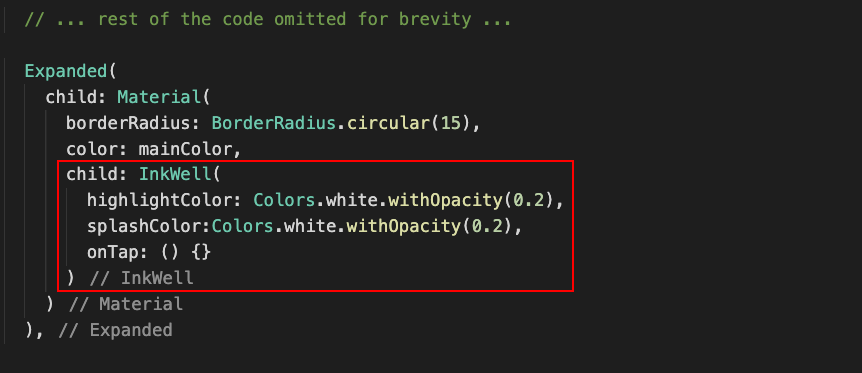 // ... rest of the code omitted for brevity ...
Expanded(
child: Material(
borderRadius: BorderRadius.circular(15),
color: mainColor,
child: InkWell(
highlightColor: Colors.white.withOpacity(0.2),
splashColor:Colors.white.withOpacity(0.2),
onTap: () {}
) // InkWell
) // Material
), // Expanded